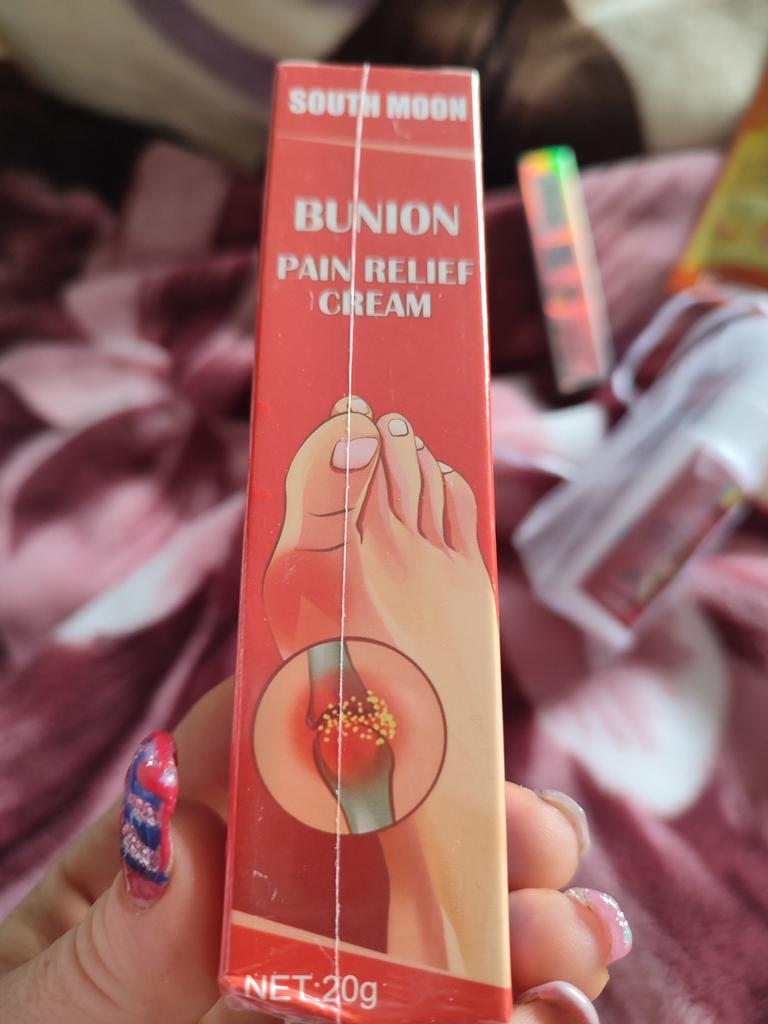 SOUTH MOON
BUNION
PAIN RELIEF
CREAM
NET:20g